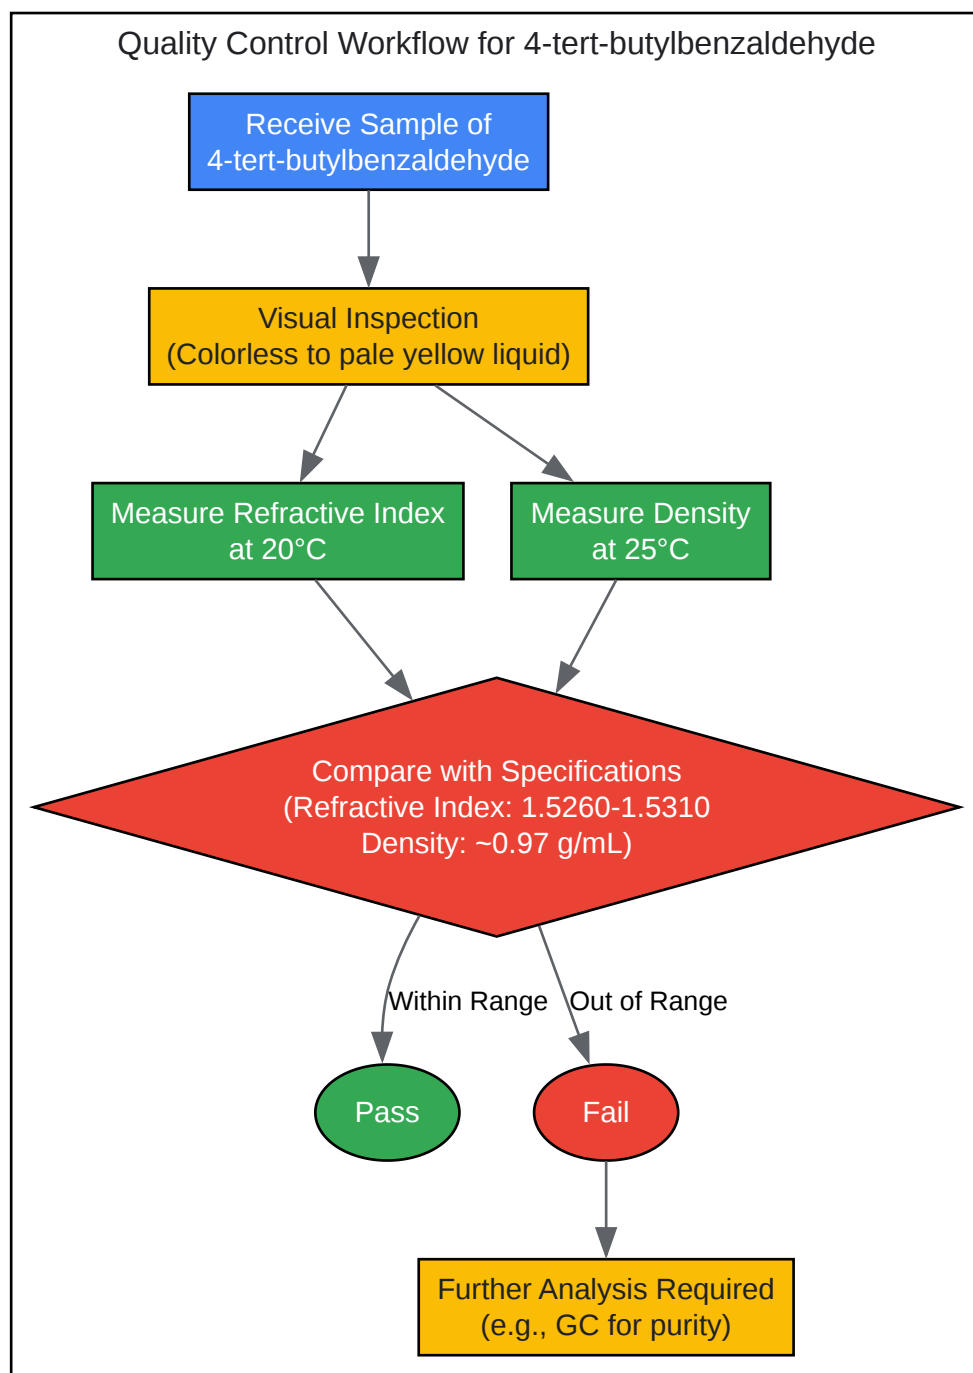 Quality Control Workflow for 4-tert-butylbenzaldehyde
Receive Sample of
4-tert-butylbenzaldehyde
Visual Inspection
(Colorless to pale yellow liquid)
Measure Refractive Index
at 20°C
Measure Density
at 25°C
Compare with Specifications
(Refractive Index: 1.5260-1.5310
Density: ~0.97 g/mL)
Within Range
Out of Range
Pass
Fail
Further Analysis Required
(e.g., GC for purity)